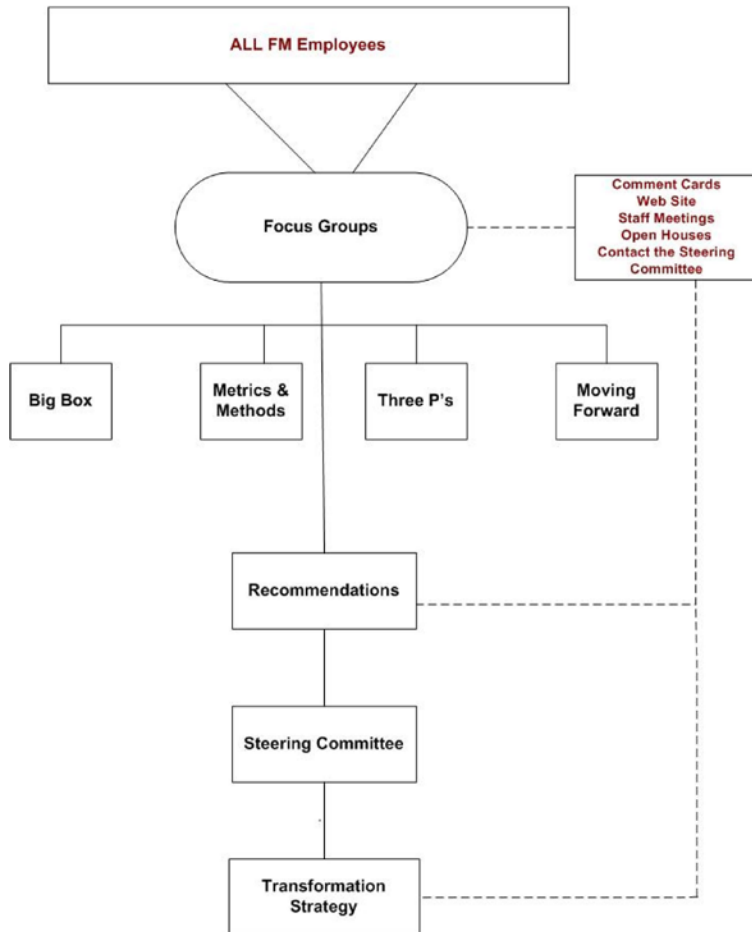 ALL FM Employees
Focus Groups
Comment Cards
Web Site
Staff Meetings
Open Houses
Contact the Steering
Committee
Big Box
Metrics &
Methods
Three P's
Moving
Forward
Recommendations
Steering Committee
Transformation
Strategy